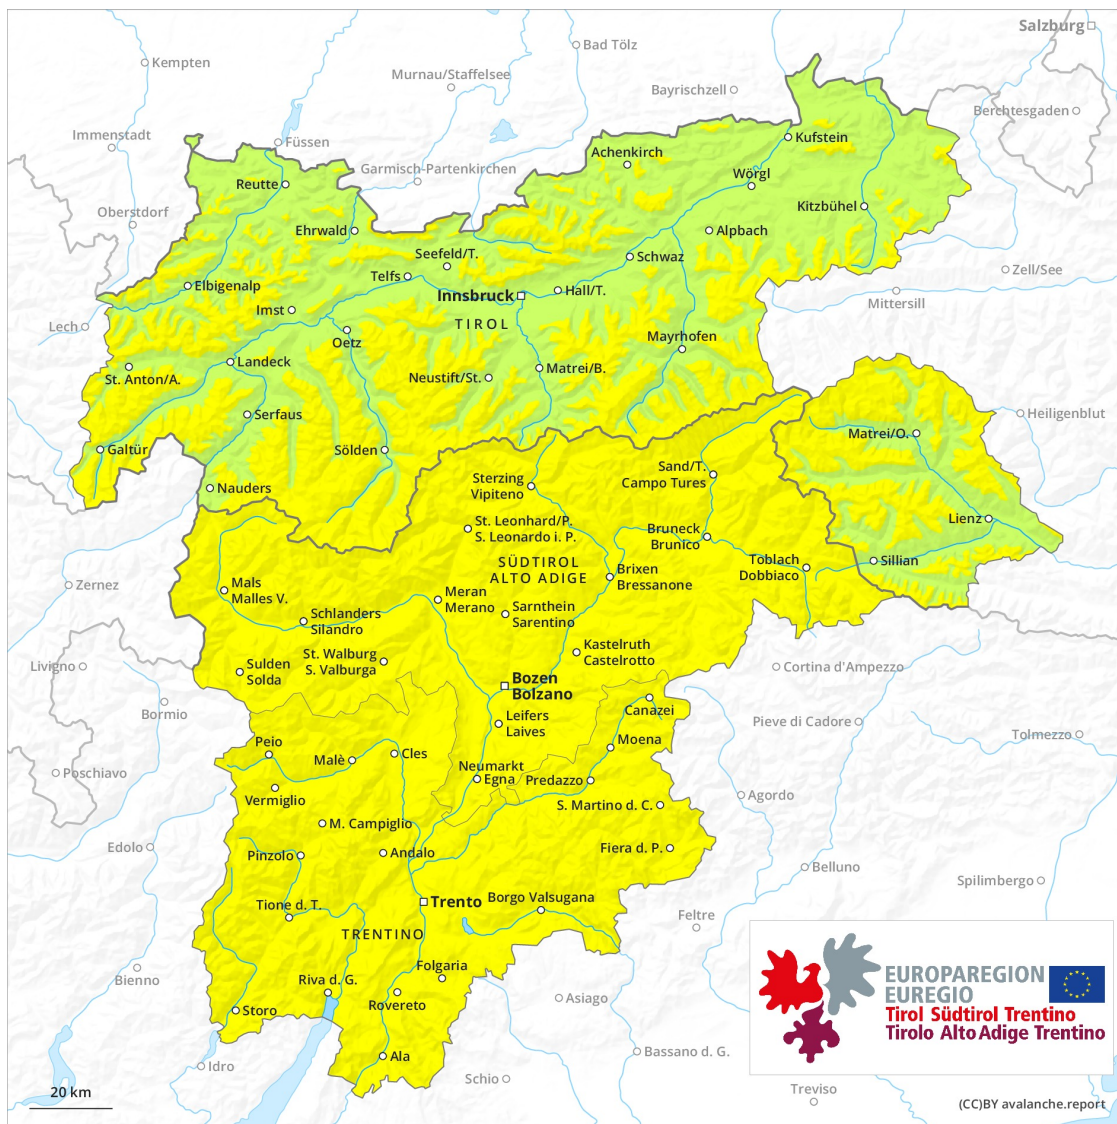 Salzburg
Bad Tölz
Kempten
Murnau/Staffelsee
Bayrischzell
Berchtesgaden
Immenstadt
Füssen
Kufstein
Achenkirch
Garmisch-Partenkirchen
Wörgl
Reutte
Oberstdorf
Kitzbühel
Ehrwald
Alpbach
Seefeld/T.
Schwaz
Zell/See
Telfs
Elbigenalp
Hall/T.
Innsbruck
Mittersill
Imst
Lech
TIROL
Oetz
Mayrhofen
Landeck
Matrei/B.
St. Anton/A.
Neustift/St.
Serfaus
Heiligenblut
Matrei/O.
Galtür
Sölden
Sand/T.
Campo Tures
Sterzing
Vipiteno
Nauders
Lienz
St. Leonhard/P.
S. Leonardo i. P.
Bruneck
Brunico
SÜDTIROL
ALTO ADIGE
Toblach
Dobbiaco
Sillian
Brixen
Bressanone
Zernez
Mals
Malles V.
Meran
Merano
Sarnthein
Sarentino
Schlanders
Silandro
Kastelruth
Castelrotto
St. Walburg
S. Valburga
Livigno
Sulden
Solda
Cortina d'Ampezzo
Bozen
Bolzano
Bormio
Canazei
Leifers
Laives
Pieve di Cadore
Tolmezzo
Moena
Peio
Cles
Malè
Poschiavo
Neumarkt
Egna
Predazzo
Vermiglio
Agordo
S. Martino d. C.
M. Campiglio
Edolo
Pinzolo
Andalo
Fiera d. P.
Belluno
Spilimbergo
Trento
Borgo Valsugana
Tione d. T.
Feltre
TRENTINO
Folgaria
Bienno
Riva d. G.
Rovereto
Asiago
Storo
EUROPAREGION
EUREGIO
Tirol Südtirol Trentino
Tirolo Alto Adige Trentino
Ala
Bassano d. G.
Idro
Schio
Treviso
20 km
(CC)BY avalanche.report